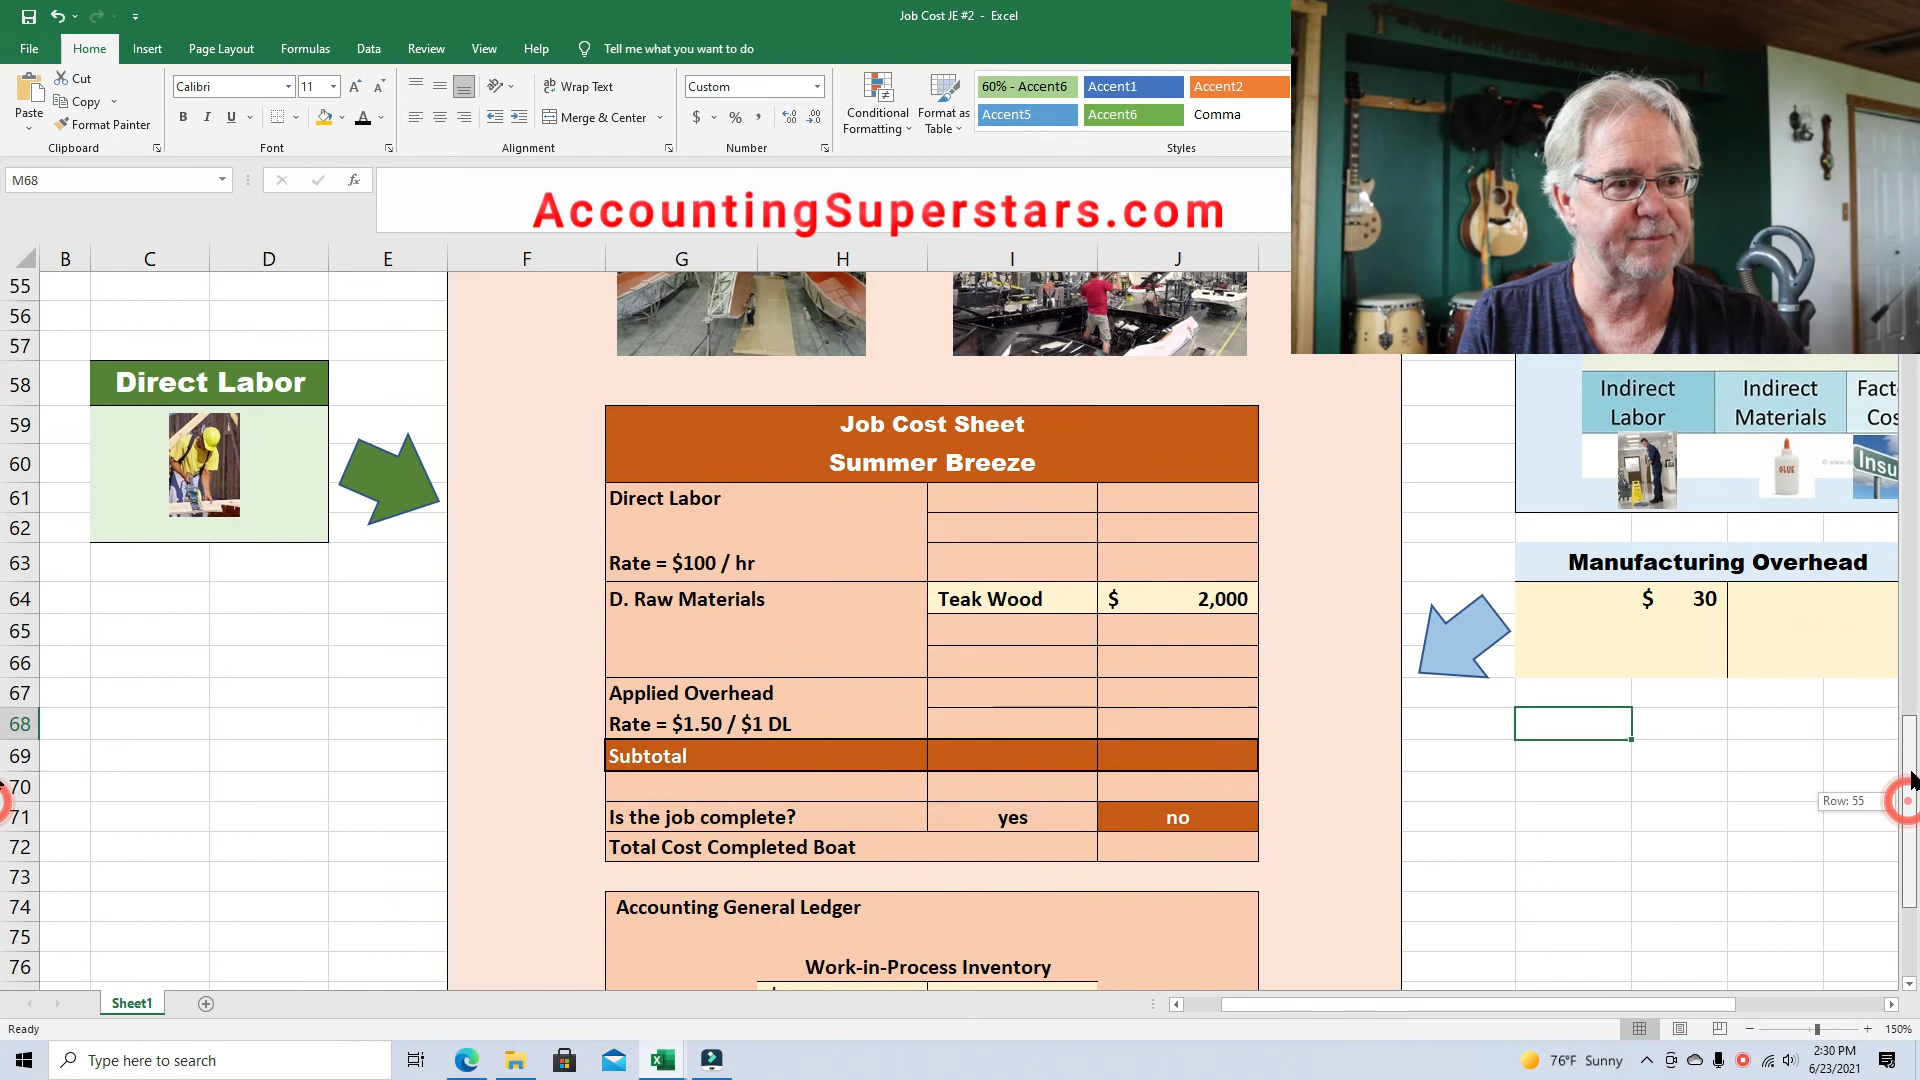 Job Cost JE #2 - Excel
File Home Insert Page Layout Formulas Data Review View Help Tell me what you want to do
Cut
Copy
Format Painter
Paste
Clipboard
Calibri 11
B I U
Font
Wrap Text
Merge & Center
Alignment
Custom
$ % ,
Number
Conditional Formatting
Format as Table
60% - Accent6 Accent1 Accent2
Accent5 Accent6 Comma
Styles
M68
fx
AccountingSuperstars.com
B C D E F G H I J
55
56
57
58
59
60
61
62
63
64
65
66
67
68
69
70
71
72
73
74
75
76
Direct Labor
Job Cost Sheet
Summer Breeze
Direct Labor
Rate = $100 / hr
D. Raw Materials Teak Wood $ 2,000
Applied Overhead
Rate = $1.50 / $1 DL
Subtotal
Is the job complete? yes no
Total Cost Completed Boat
Accounting General Ledger
Work-in-Process Inventory
Indirect Labor
Indirect Materials
GLUE
Manufacturing Overhead
$ 30
Row: 55
Sheet1
Ready
150%
Type here to search
76°F Sunny
2:30 PM
6/23/2021